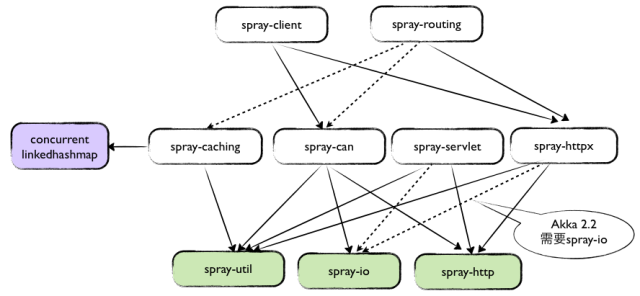 spray-client
spray-routing
concurrent
linkedhashmap
spray-caching
spray-can
spray-servlet
spray-httpx
Akka 2.2
需要spray-io
spray-util
spray-io
spray-http